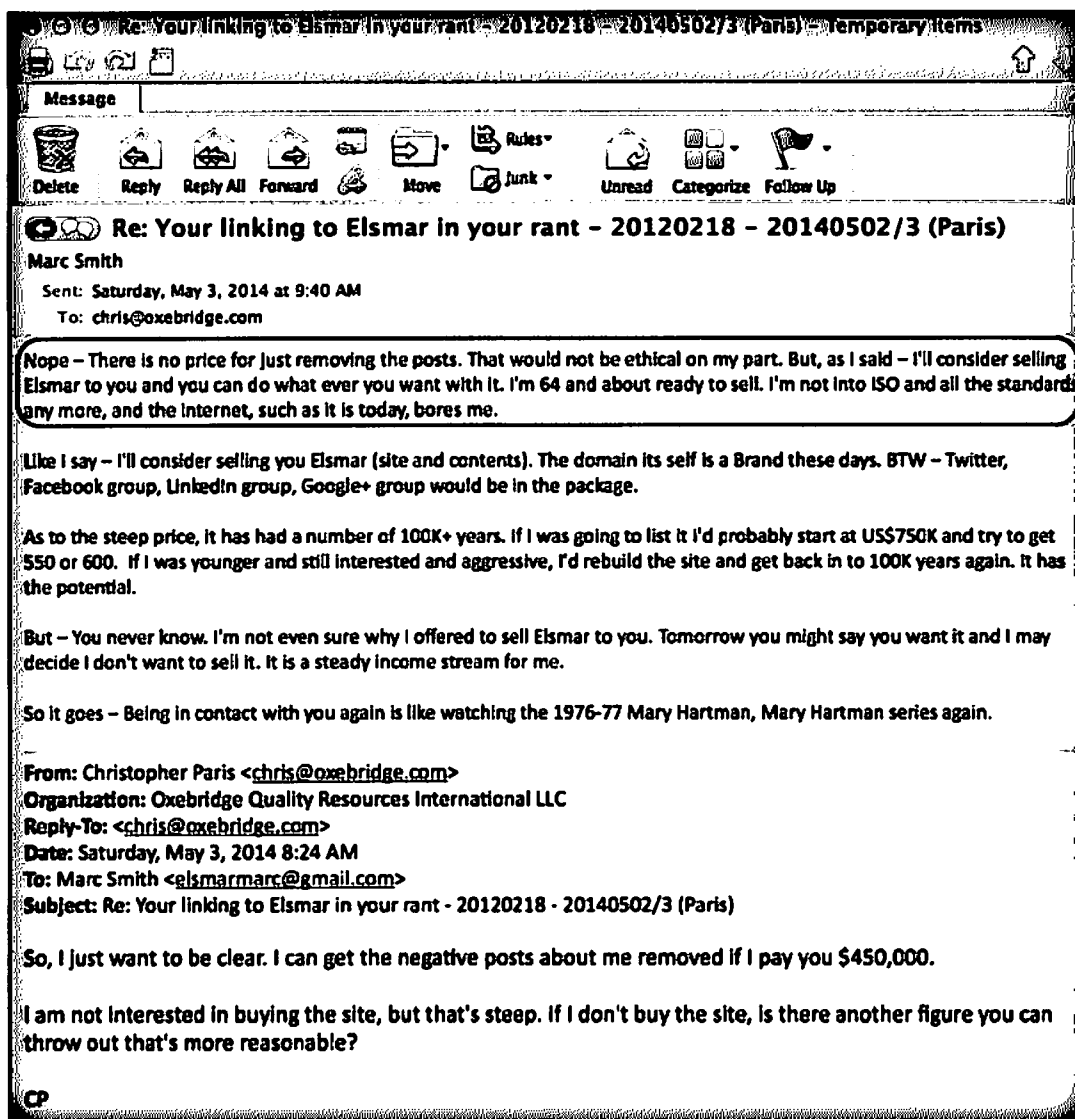 Re: Your linking to Elsmar in your rant – 20120218 – 20140502/3 (Paris) – Temporary Items
Message
Delete Reply Reply All Forward Move Rules Junk Unread Categorize Follow Up
Re: Your linking to Elsmar in your rant – 20120218 – 20140502/3 (Paris)
Marc Smith
Sent: Saturday, May 3, 2014 at 9:40 AM
To: chris@oxebridge.com
Nope – There is no price for just removing the posts. That would not be ethical on my part. But, as I said – I'll consider selling
Elsmar to you and you can do what ever you want with it. I'm 64 and about ready to sell. I'm not into ISO and all the standards
any more, and the internet, such as it is today, bores me.
Like I say – I'll consider selling you Elsmar (site and contents). The domain its self is a Brand these days. BTW – Twitter,
Facebook group, LinkedIn group, Google+ group would be in the package.
As to the steep price, it has had a number of 100K+ years. If I was going to list it I'd probably start at US$750K and try to get
550 or 600. If I was younger and still interested and aggressive, I'd rebuild the site and get back in to 100K years again. It has
the potential.
But – You never know. I'm not even sure why I offered to sell Elsmar to you. Tomorrow you might say you want it and I may
decide I don't want to sell it. It is a steady income stream for me.
So it goes – Being in contact with you again is like watching the 1976-77 Mary Hartman, Mary Hartman series again.
From: Christopher Paris <chris@oxebridge.com>
Organization: Oxebridge Quality Resources International LLC
Reply-To: <chris@oxebridge.com>
Date: Saturday, May 3, 2014 8:24 AM
To: Marc Smith <elsmarmarc@gmail.com>
Subject: Re: Your linking to Elsmar in your rant - 20120218 - 20140502/3 (Paris)
So, I just want to be clear. I can get the negative posts about me removed if I pay you $450,000.
I am not interested in buying the site, but that's steep. If I don't buy the site, is there another figure you can
throw out that's more reasonable?
CP